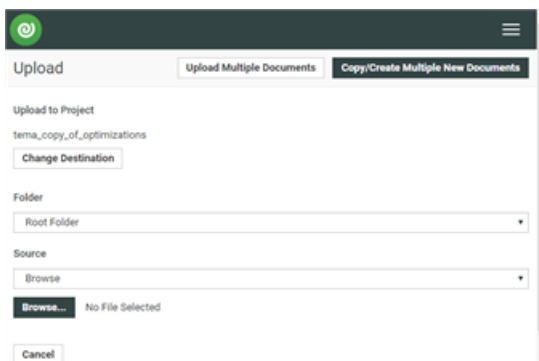 Upload
Upload Multiple Documents
Copy/Create Multiple New Documents
Upload to Project
tema_copy_of_optimizations
Change Destination
Folder
Root Folder
Source
Browse
Browse... No File Selected
Cancel